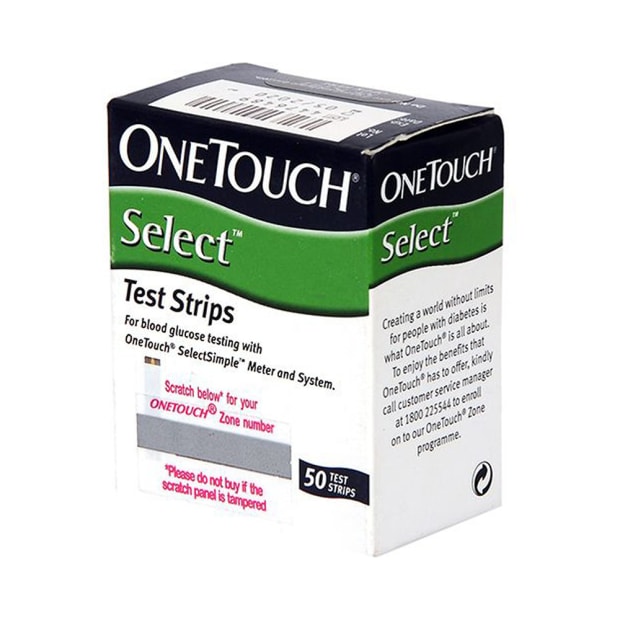 ONETOUCH®
Select™
Test Strips
For blood glucose testing with
OneTouch® SelectSimple™ Meter and System.
Scratch below* for your
ONETOUCH® Zone number
*Please do not buy if the
scratch panel is tampered
50 TEST
STRIPS
ONETOUCH®
Select™
Creating a world without limits
for people with diabetes is
what OneTouch® is all about.
To enjoy the benefits that
OneTouch® has to offer, kindly
call customer service manager
at 1800 225544 to enroll
on to our OneTouch® Zone
programme.
05/2020
Lot